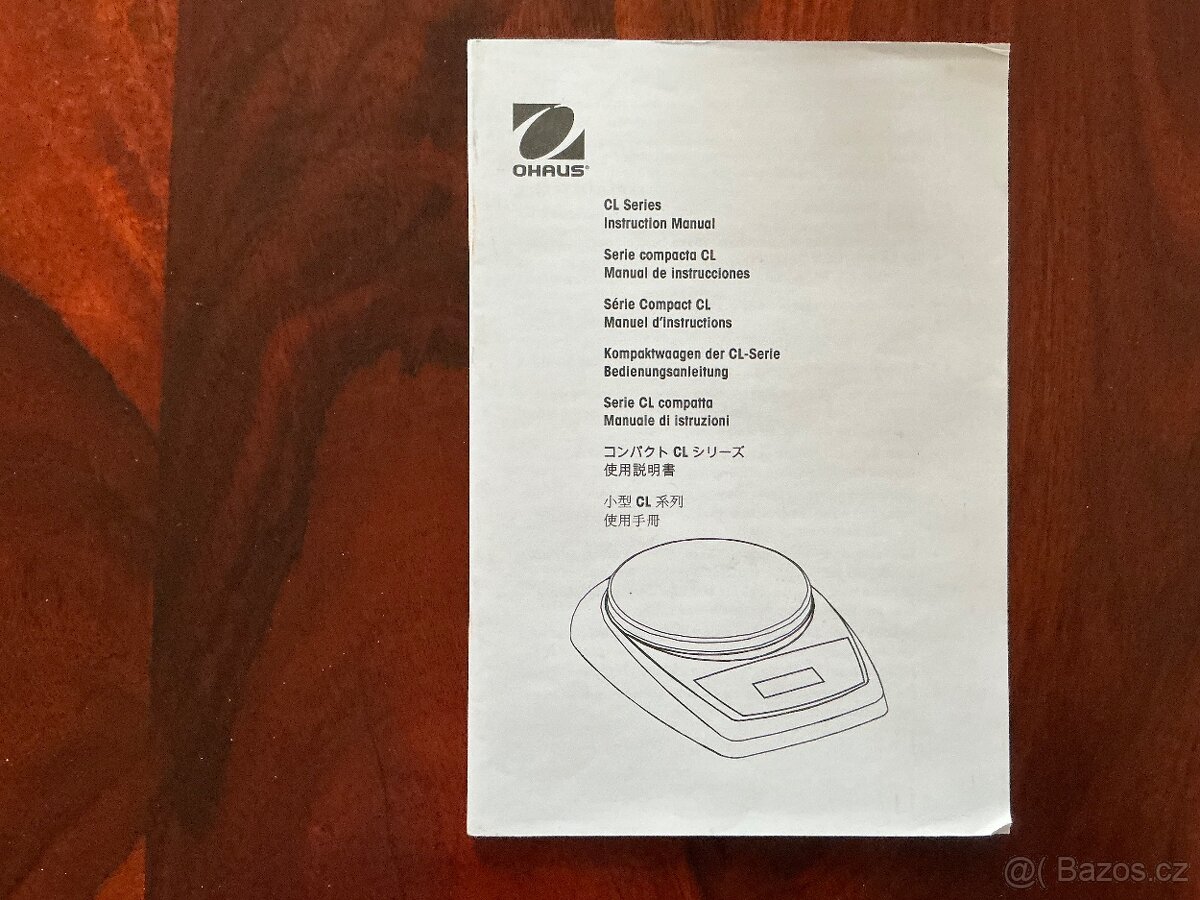 OHAUS®
CL Series
Instruction Manual
Serie compacta CL
Manual de instrucciones
Série Compact CL
Manuel d'instructions
Kompaktwaagen der CL-Serie
Bedienungsanleitung
Serie CL compatta
Manuale di istruzioni
コンパクト CL シリーズ
使用説明書
小型 CL 系列
使用手冊
@( Bazos.cz